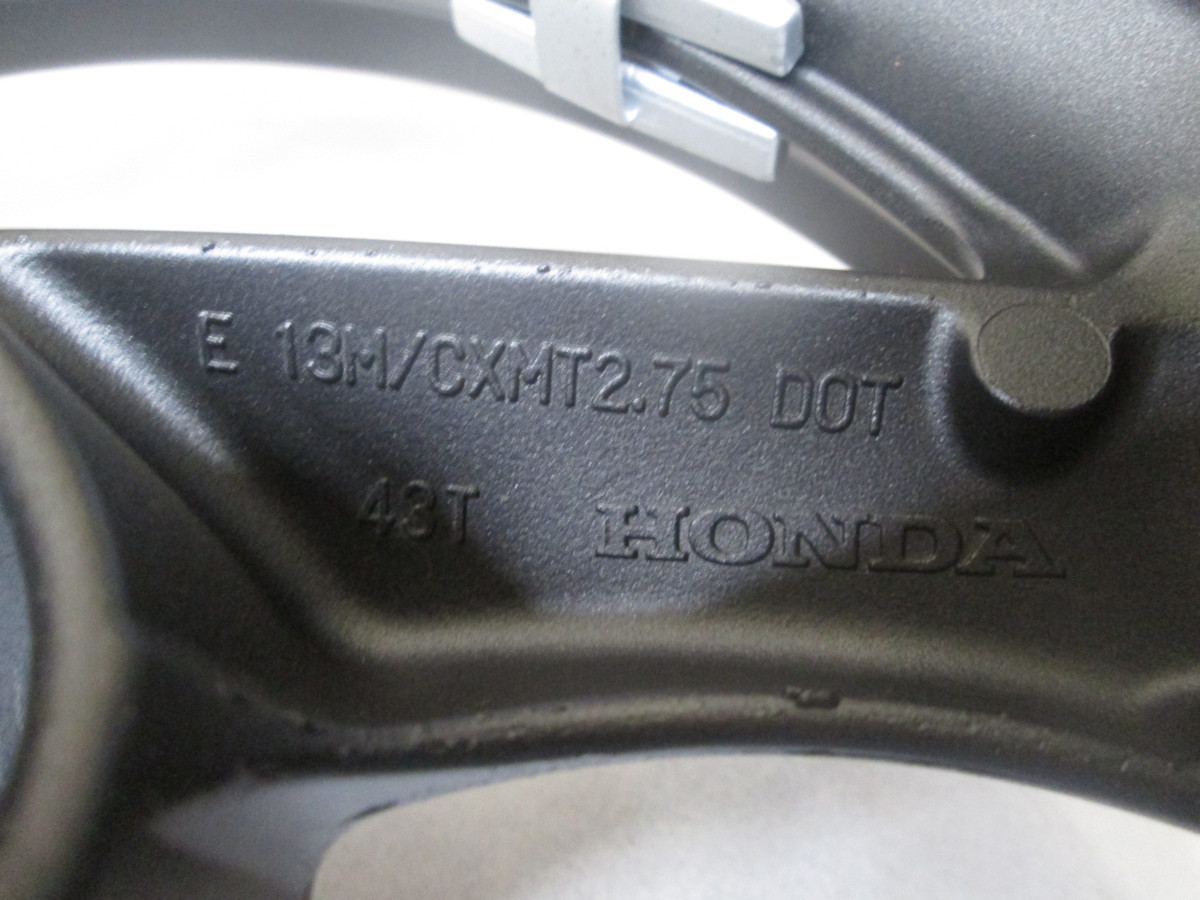 E 13M/CXMT2.75 DOT
43T HONDA